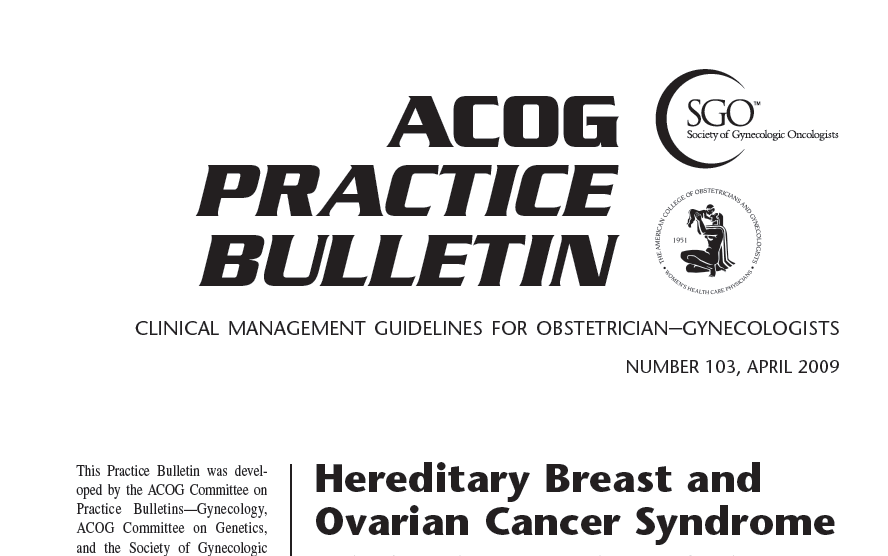 ACOG
PRACTICE
BULLETIN
SGO™
Society of Gynecologic Oncologists
THE AMERICAN COLLEGE OF OBSTETRICIANS AND GYNECOLOGISTS
1951
• WOMEN'S HEALTH CARE PHYSICIANS •
CLINICAL MANAGEMENT GUIDELINES FOR OBSTETRICIAN–GYNECOLOGISTS
NUMBER 103, APRIL 2009
This Practice Bulletin was devel-
oped by the ACOG Committee on
Practice Bulletins—Gynecology,
ACOG Committee on Genetics,
and the Society of Gynecologic
Hereditary Breast and
Ovarian Cancer Syndrome